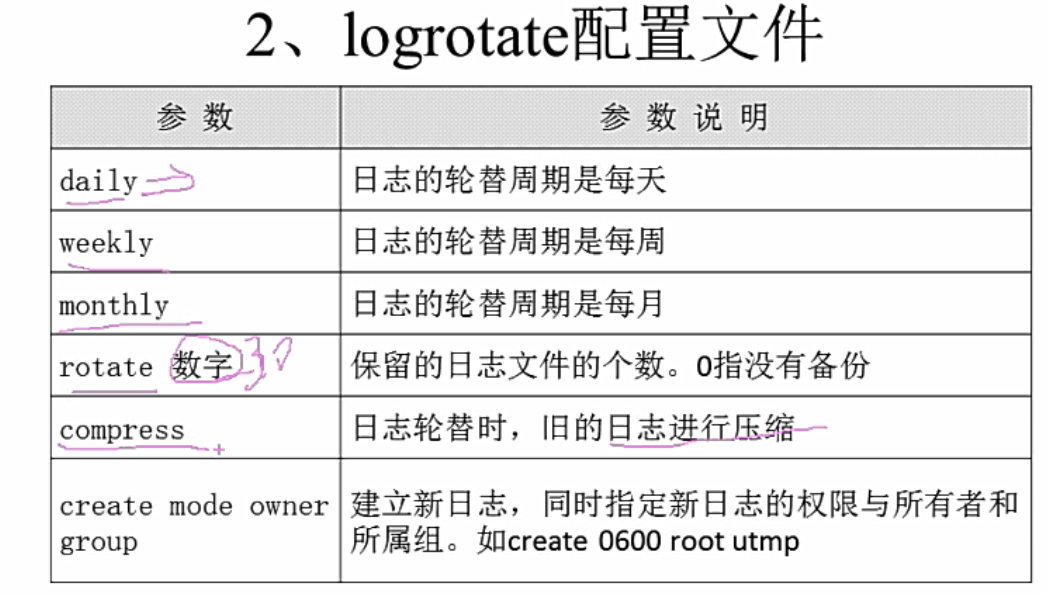 2、logrotate配置文件
参 数 参 数 说 明
daily 日志的轮替周期是每天
weekly 日志的轮替周期是每周
monthly 日志的轮替周期是每月
rotate 数字 30 保留的日志文件的个数。0指没有备份
compress 日志轮替时，旧的日志进行压缩
create mode owner 建立新日志，同时指定新日志的权限与所有者和
group 所属组。如create 0600 root utmp